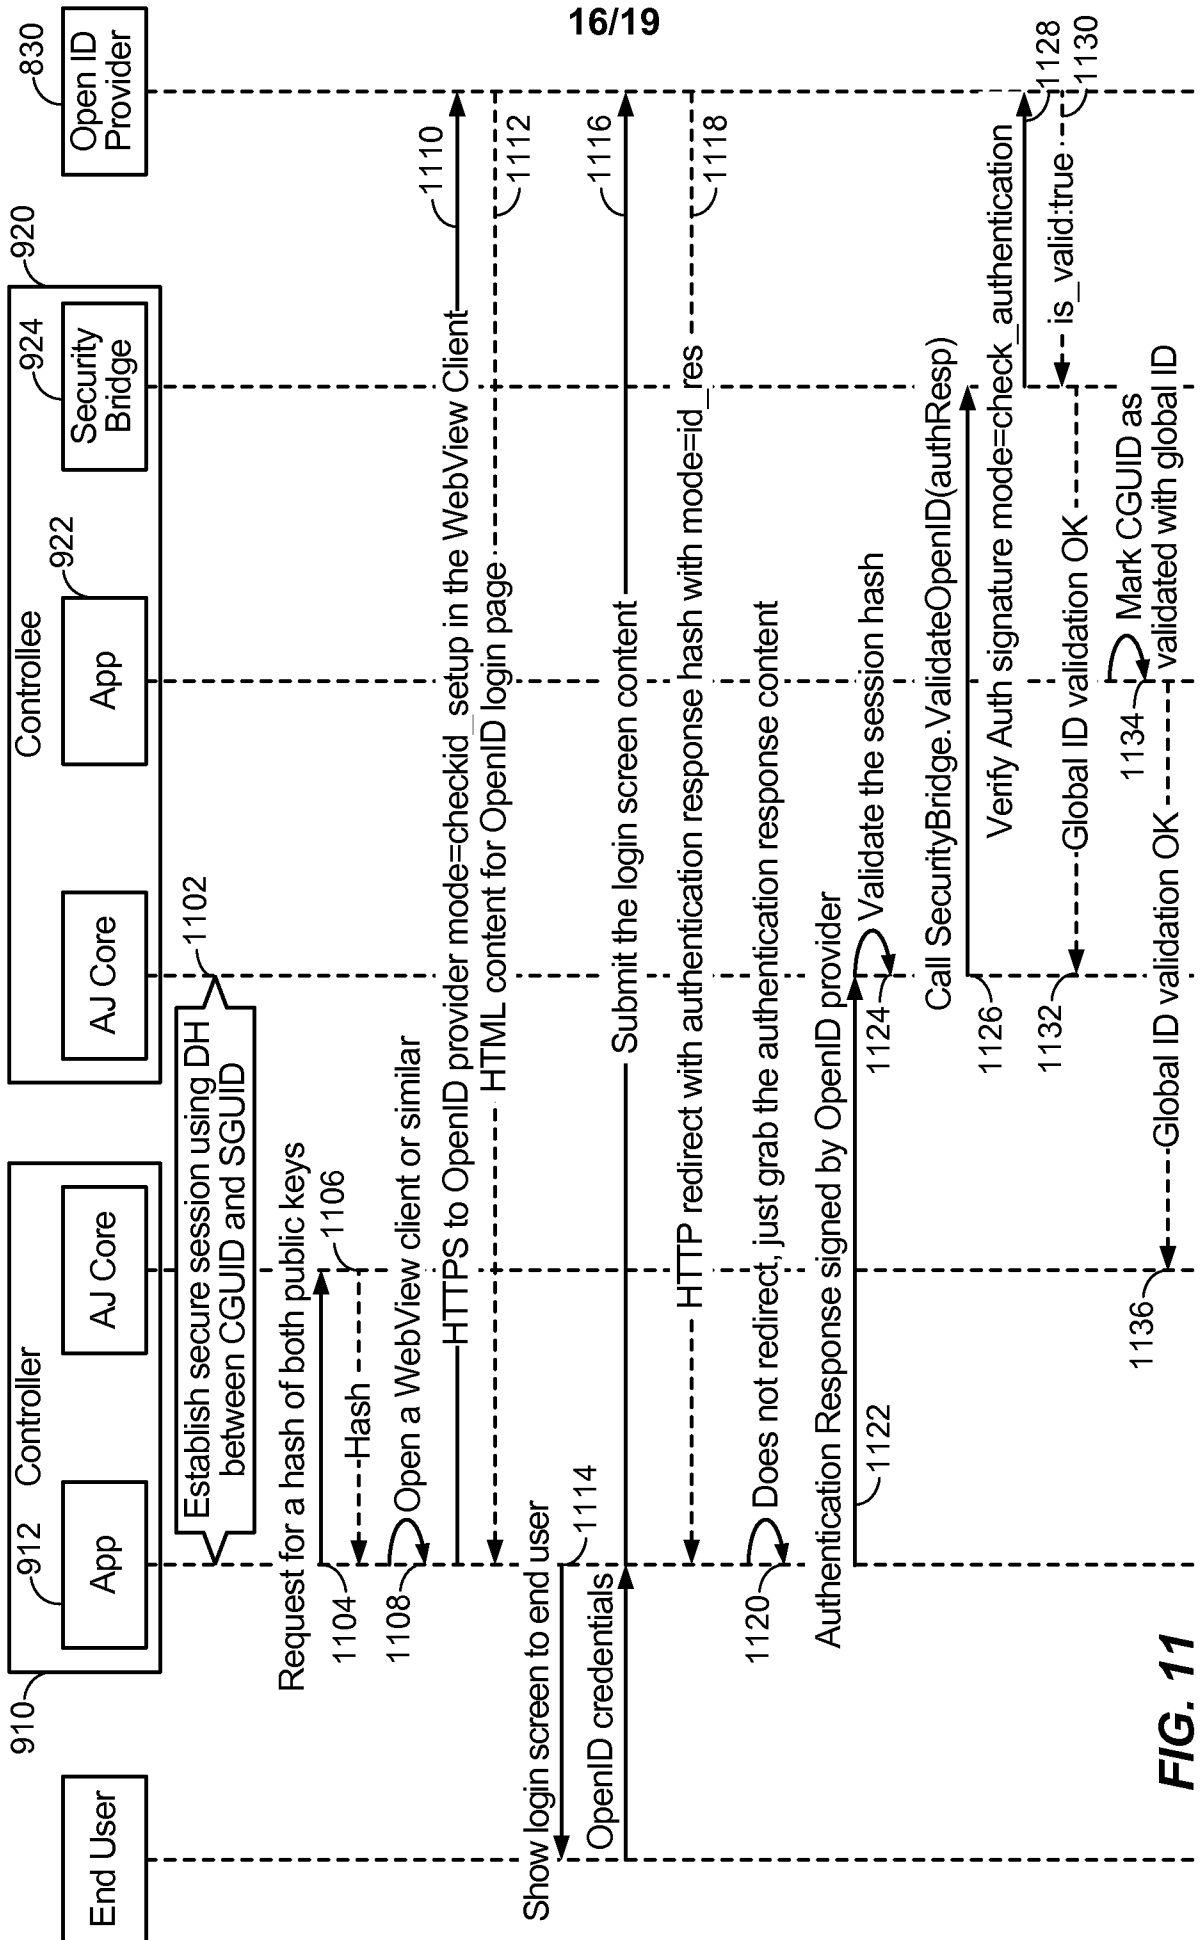 16/19
End User
910
Controller
912
App
AJ Core
Controllee
920
AJ Core
922
App
924
Security
Bridge
830
Open ID
Provider
Establish secure session using DH
between CGUID and SGUID
1102
Request for a hash of both public keys
1104
Hash
1106
1108
Open a WebView client or similar
HTTPS to OpenID provider mode=checkid_setup in the WebView Client
1110
HTML content for OpenID login page
1112
Show login screen to end user
1114
OpenID credentials
Submit the login screen content
1116
HTTP redirect with authentication response hash with mode=id_res
1118
1120
Does not redirect, just grab the authentication response content
Authentication Response signed by OpenID provider
1122
1124
Validate the session hash
Call SecurityBridge.ValidateOpenID(authResp)
1126
Verify Auth signature mode=check_authentication
1128
is_valid:true
1130
1132
Global ID validation OK
1134
Mark CGUID as
validated with global ID
1136
Global ID validation OK
FIG. 11